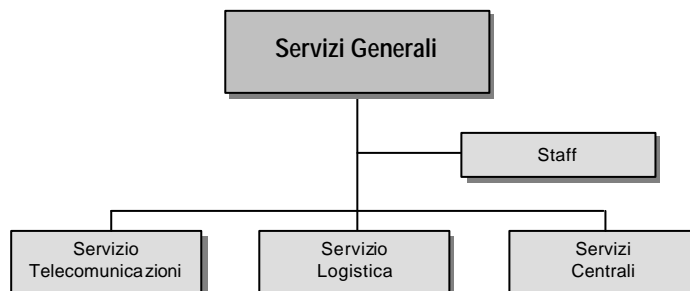 Servizi Generali
Staff
Servizio
Telecomunicazioni
Servizio
Logistica
Servizi
Centrali